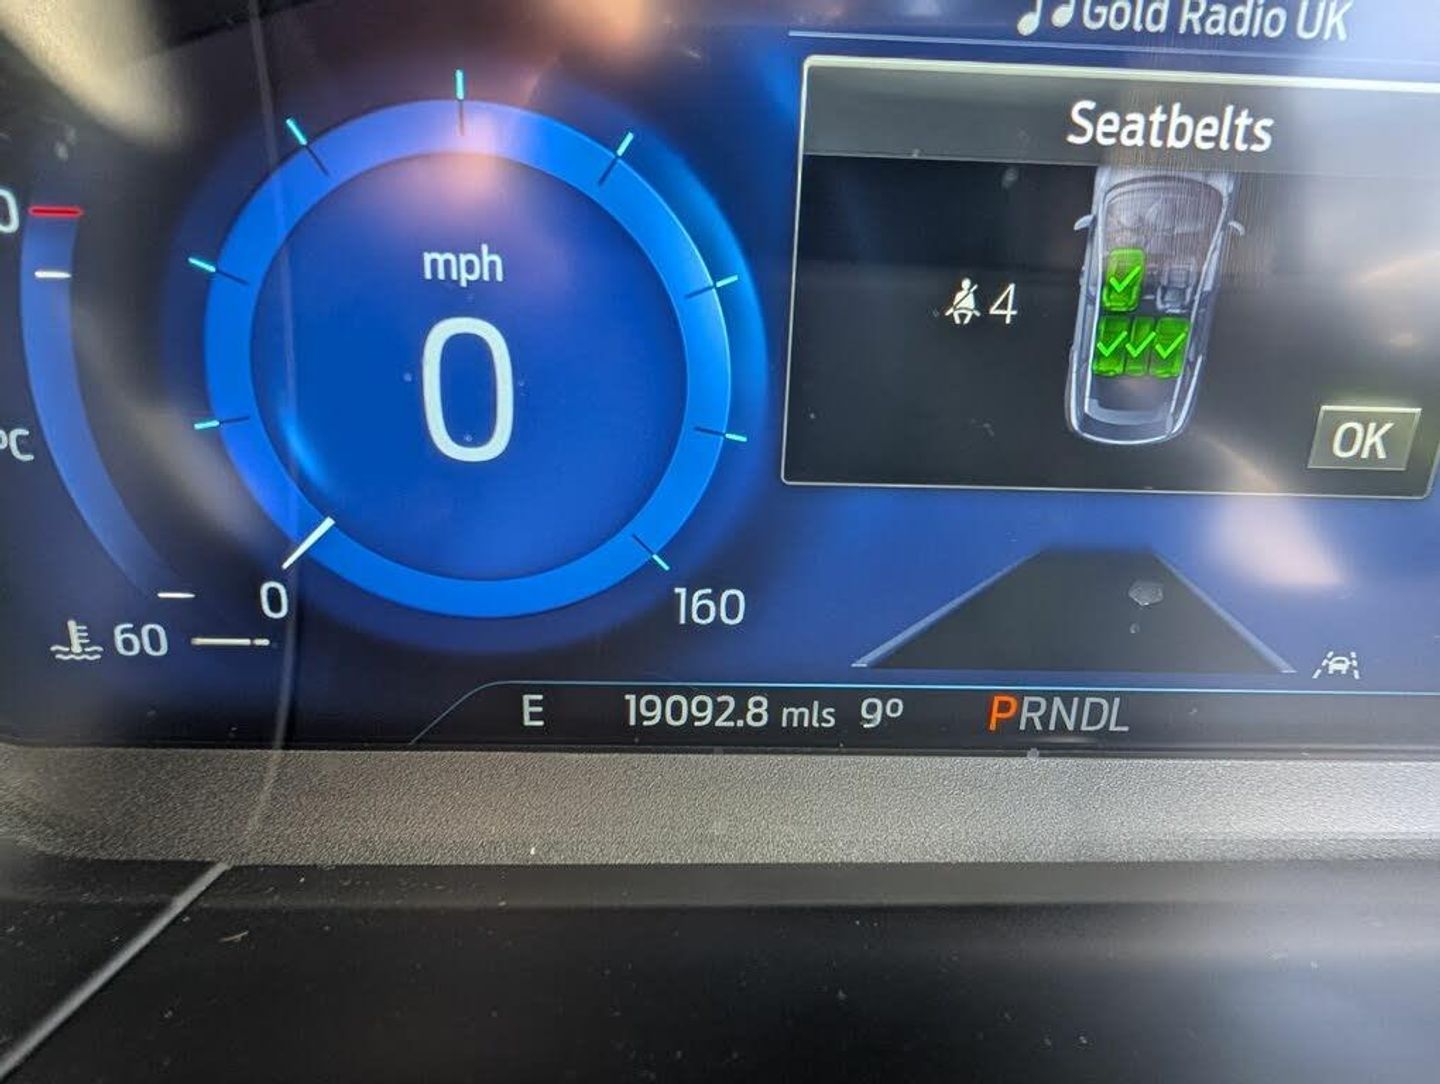 Gold Radio UK
Seatbelts
mph
0
4
OK
0
160
60
E 19092.8 mls 9º PRNDL